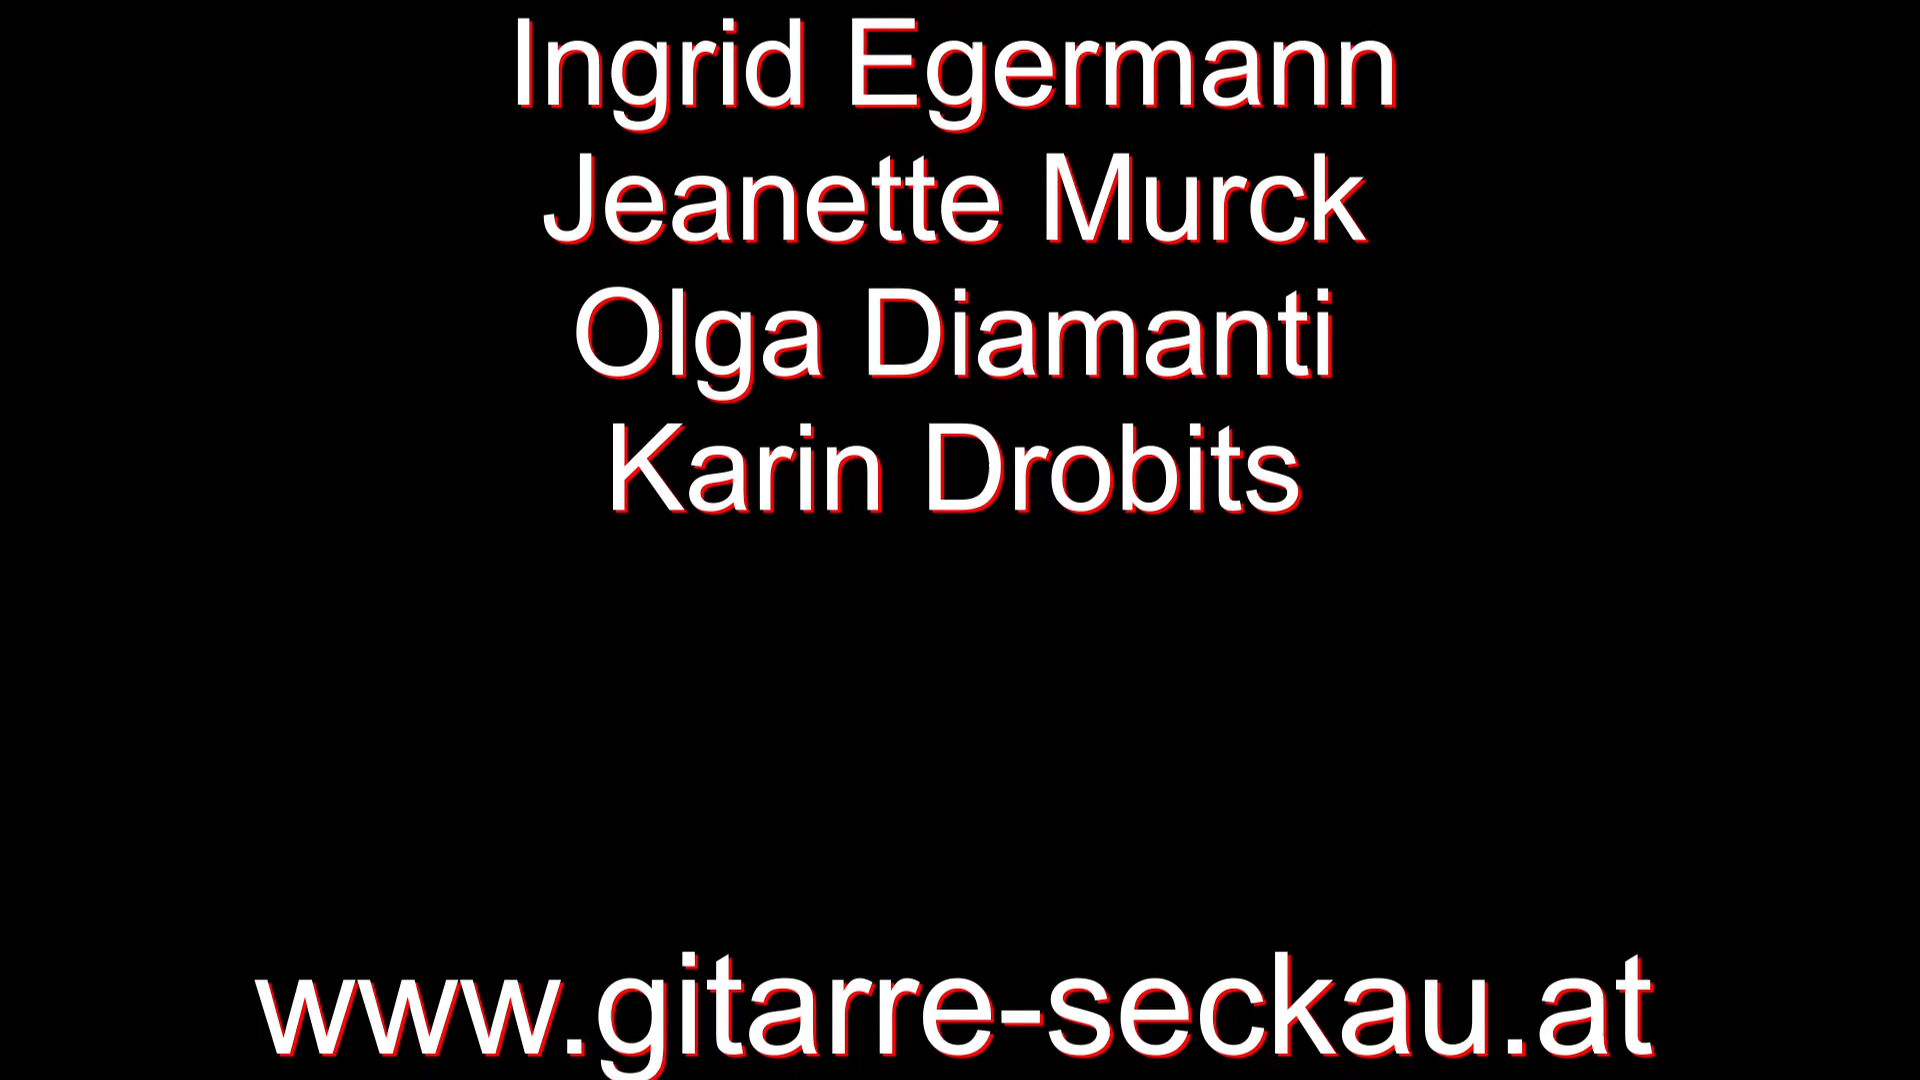 Ingrid Egermann
Jeanette Murck
Olga Diamanti
Karin Drobits
www.gitarre-seckau.at